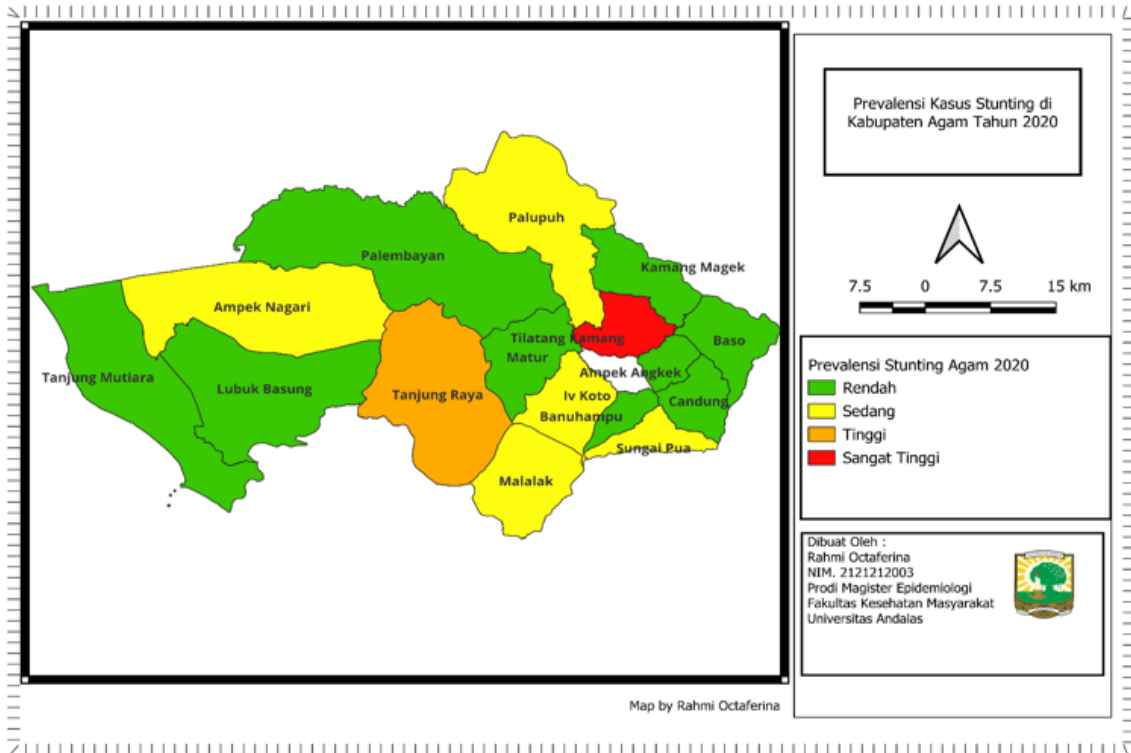 Prevalensi Kasus Stunting di
Kabupaten Agam Tahun 2020
7.5 0 7.5 15 km
Palupuh
Palembayan
Kamang Magek
Ampek Nagari
Tilatang Kamang
Baso
Matur
Tanjung Mutiara
Ampek Angkek
Lubuk Basung
Tanjung Raya
Iv Koto
Candung
Banuhampu
Sungai Pua
Malalak
Prevalensi Stunting Agam 2020
Rendah
Sedang
Tinggi
Sangat Tinggi
Dibuat Oleh :
Rahmi Octaferina
NIM. 2121212003
Prodi Magister Epidemiologi
Fakultas Kesehatan Masyarakat
Universitas Andalas
Map by Rahmi Octaferina